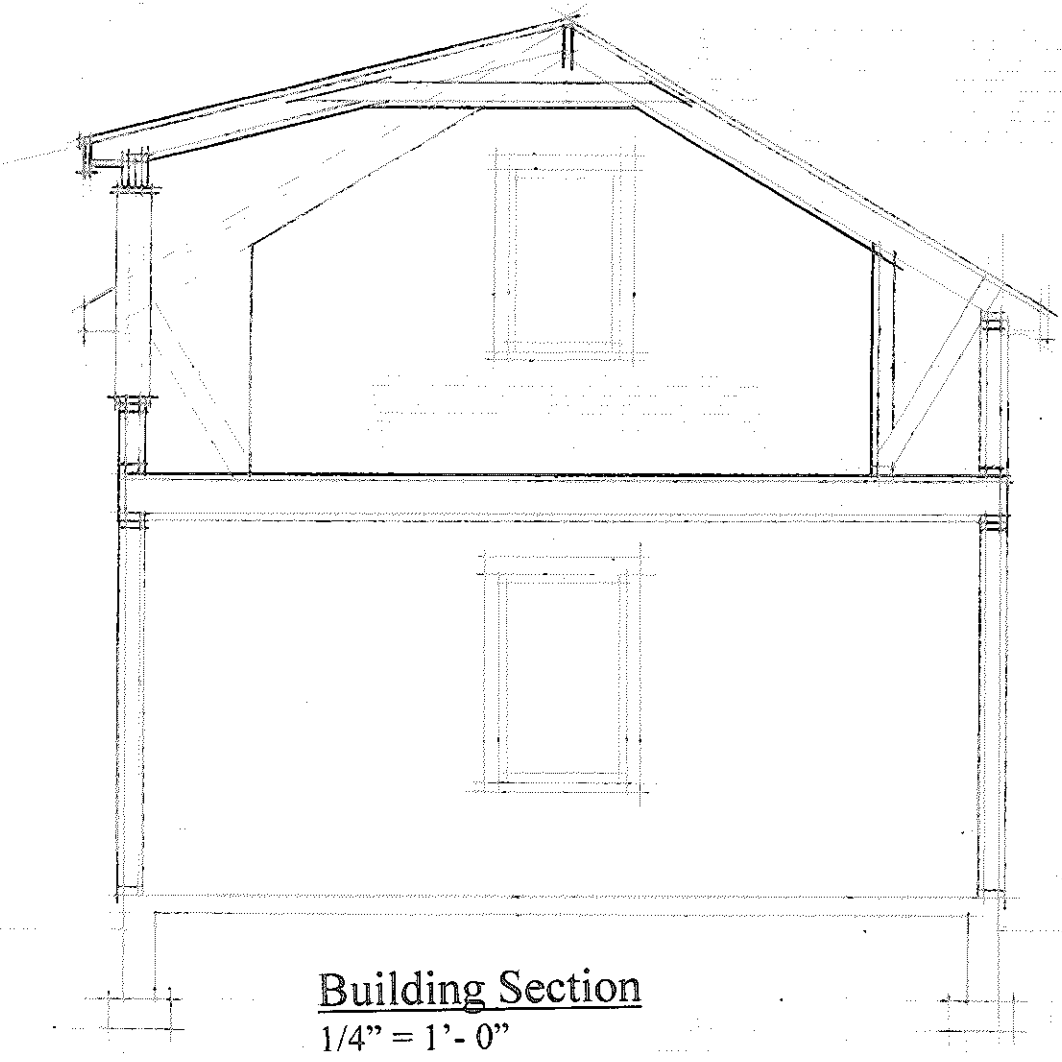 Building Section
1/4” = 1’- 0”